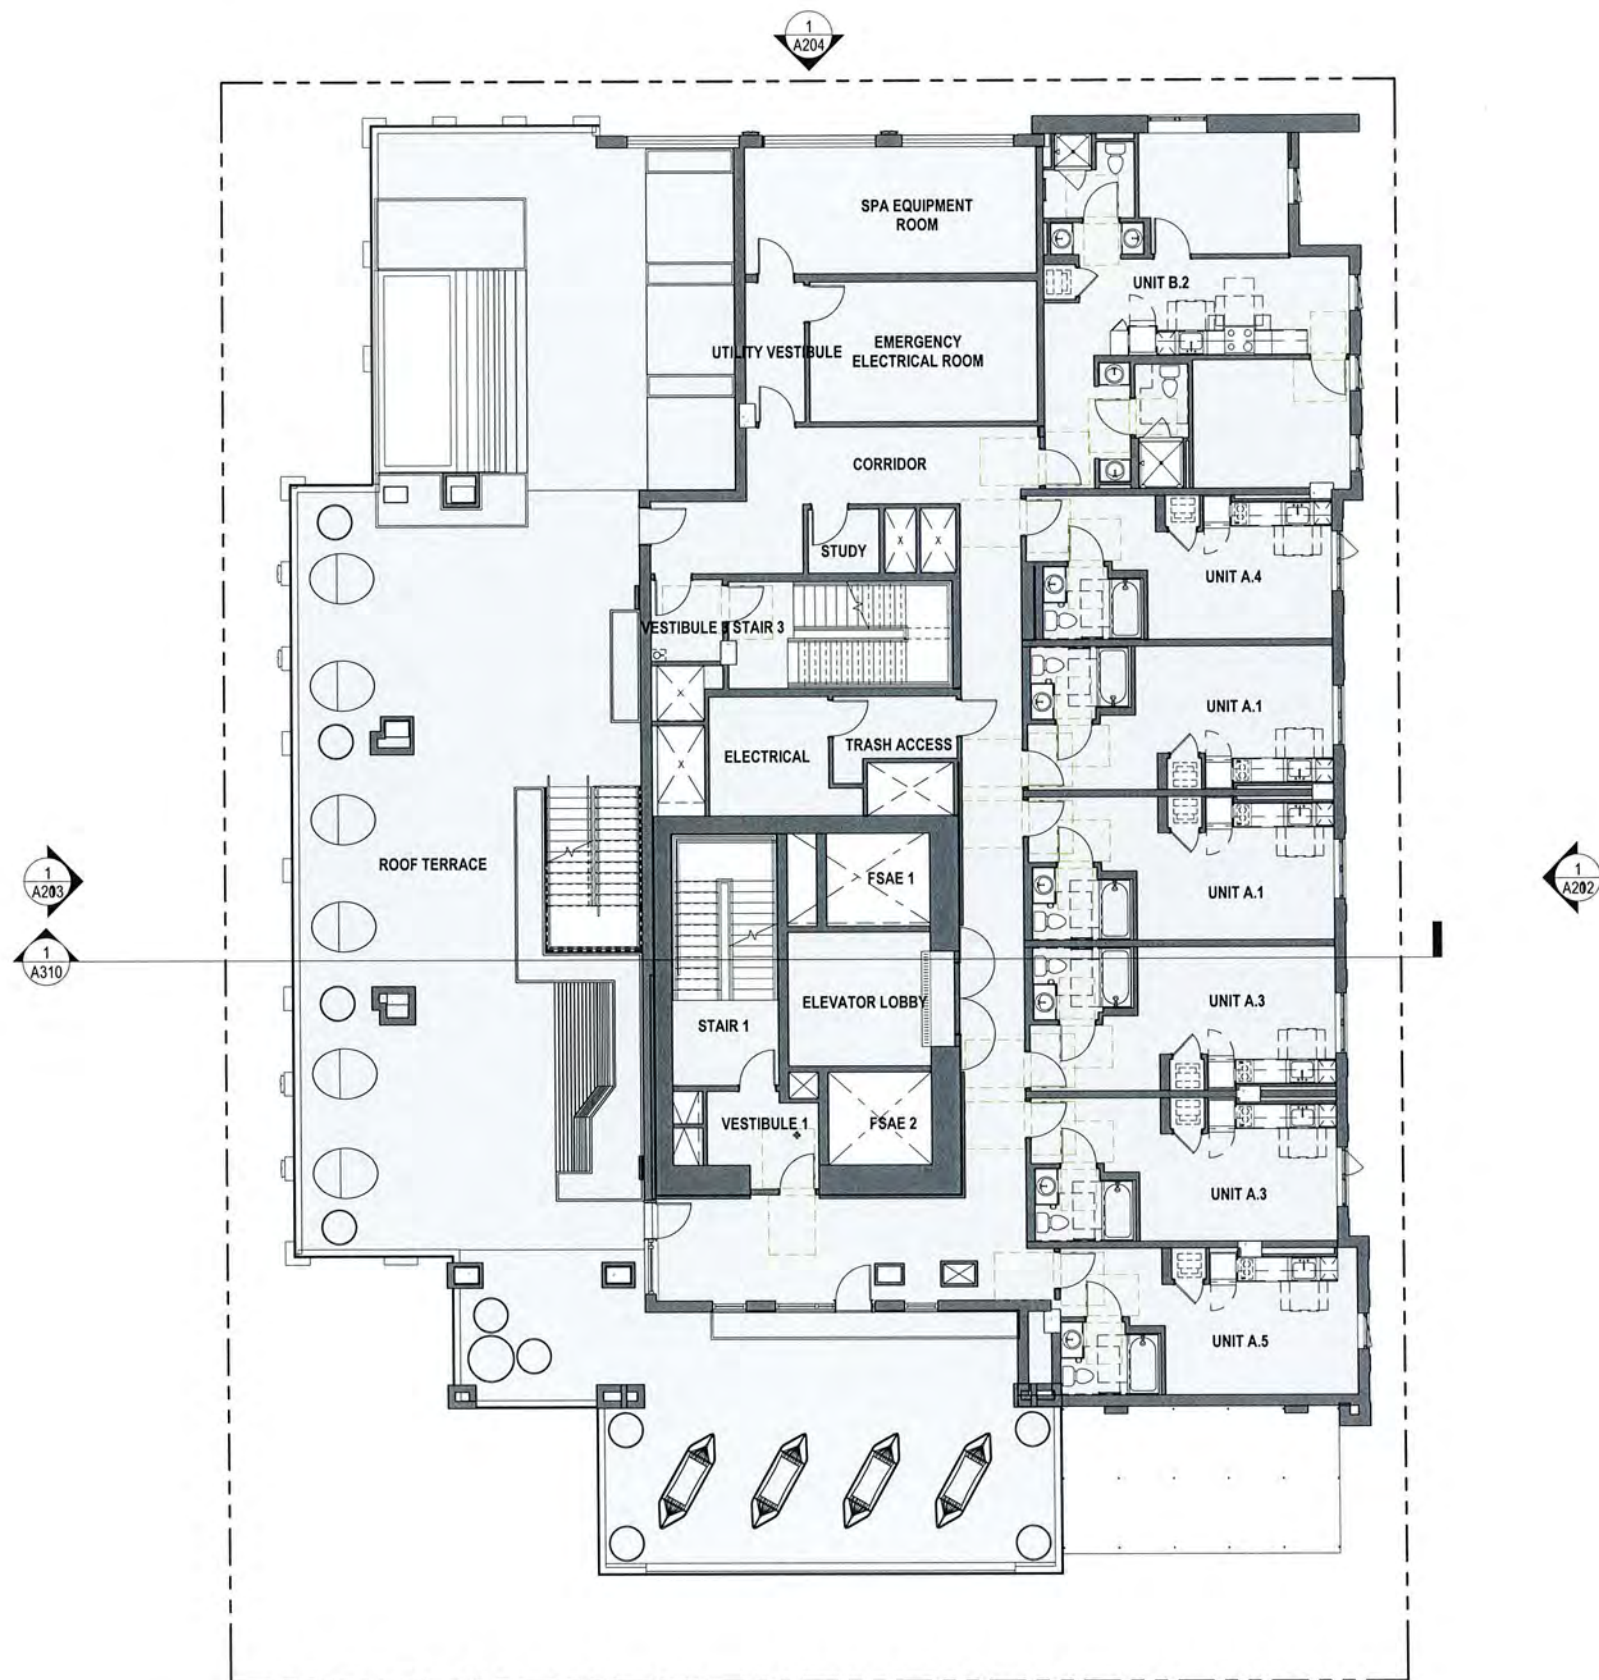 1
A204
SPA EQUIPMENT
ROOM
UNIT B.2
UTILITY VESTIBULE
EMERGENCY
ELECTRICAL ROOM
CORRIDOR
STUDY
X
X
UNIT A.4
VESTIBULE 3
STAIR 3
X
UNIT A.1
TRASH ACCESS
ELECTRICAL
X
ROOF TERRACE
FSAE 1
1
A203
1
A202
UNIT A.1
1
A310
ELEVATOR LOBBY
UNIT A.3
STAIR 1
VESTIBULE 1
FSAE 2
UNIT A.3
UNIT A.5